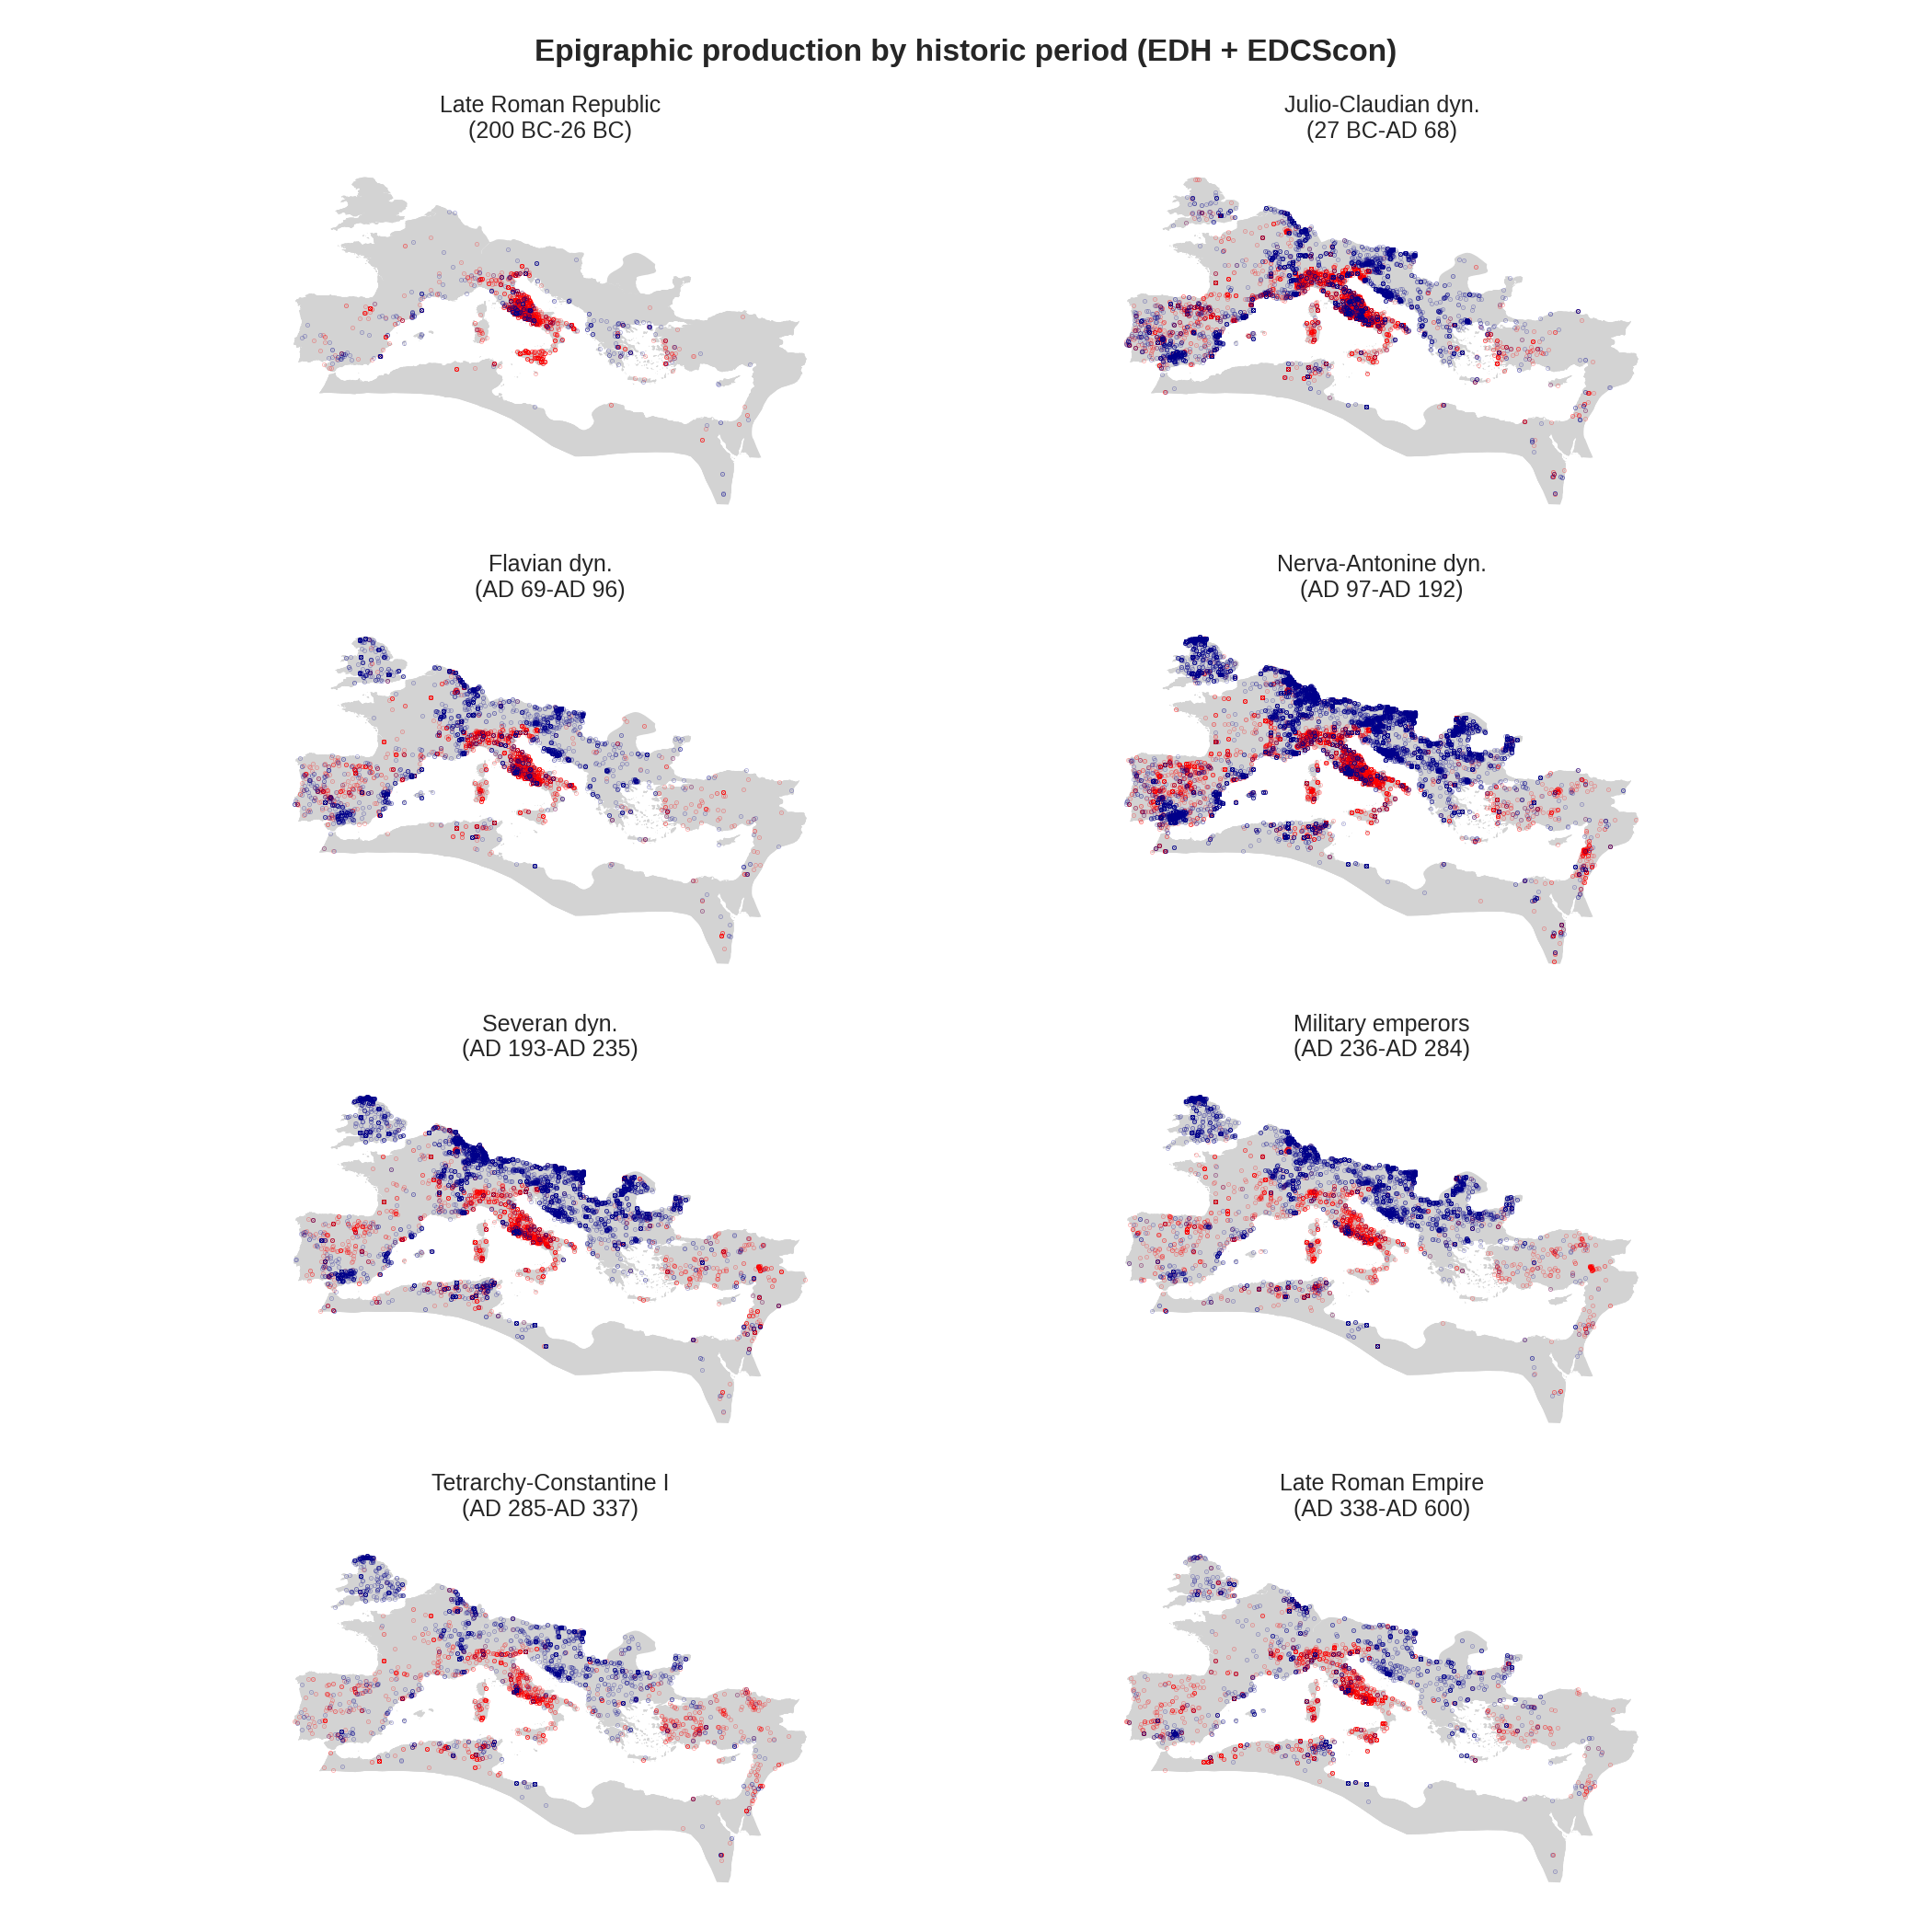 Epigraphic production by historic period (EDH + EDCScon)
Late Roman Republic
(200 BC-26 BC)
Julio-Claudian dyn.
(27 BC-AD 68)
Flavian dyn.
(AD 69-AD 96)
Nerva-Antonine dyn.
(AD 97-AD 192)
Severan dyn.
(AD 193-AD 235)
Military emperors
(AD 236-AD 284)
Tetrarchy-Constantine I
(AD 285-AD 337)
Late Roman Empire
(AD 338-AD 600)